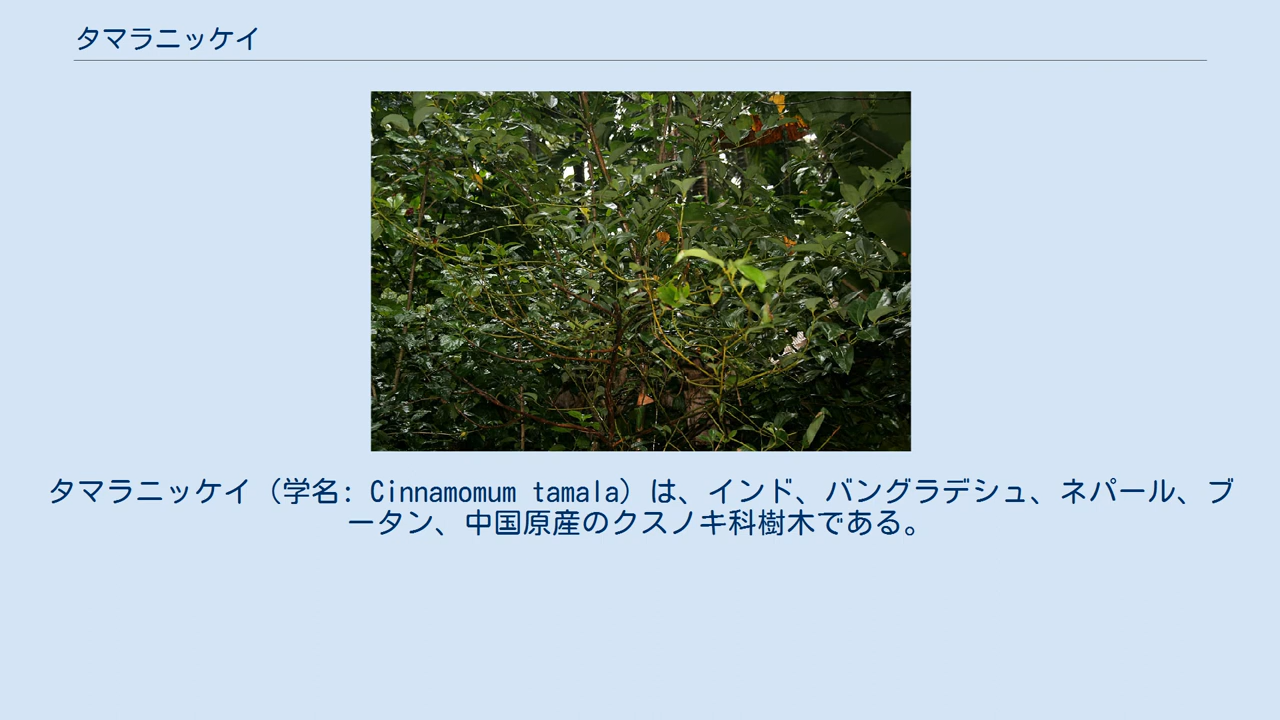 タマラニッケイ
タマラニッケイ（学名: Cinnamomum tamala）は、インド、バングラデシュ、ネパール、ブ
ータン、中国原産のクスノキ科樹木である。